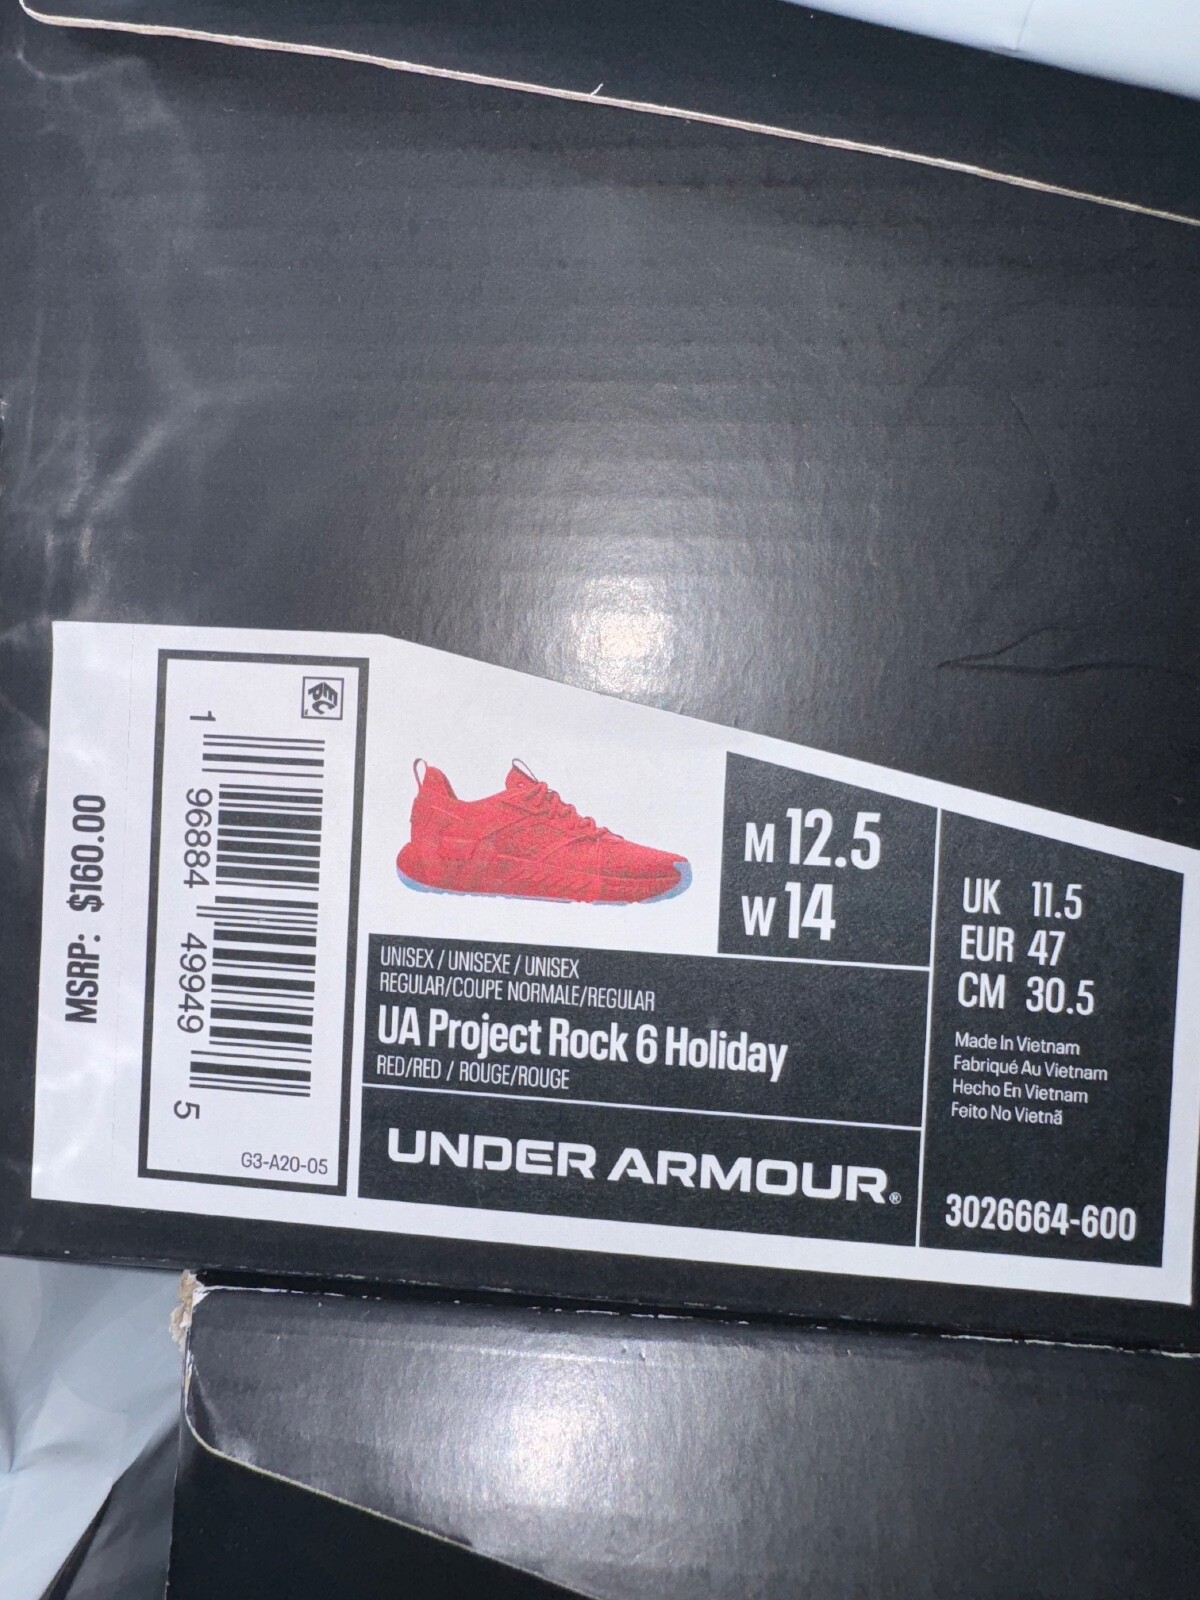 MSRP: $160.00
1 96884 49949 5
G3-A20-05
M 12.5
W 14
UK 11.5
EUR 47
CM 30.5
UNISEX / UNISEXE / UNISEX
REGULAR/COUPE NORMALE/REGULAR
UA Project Rock 6 Holiday
RED/RED / ROUGE/ROUGE
Made In Vietnam
Fabriqué Au Vietnam
Hecho En Vietnam
Feito No Vietnã
UNDER ARMOUR®
3026664-600